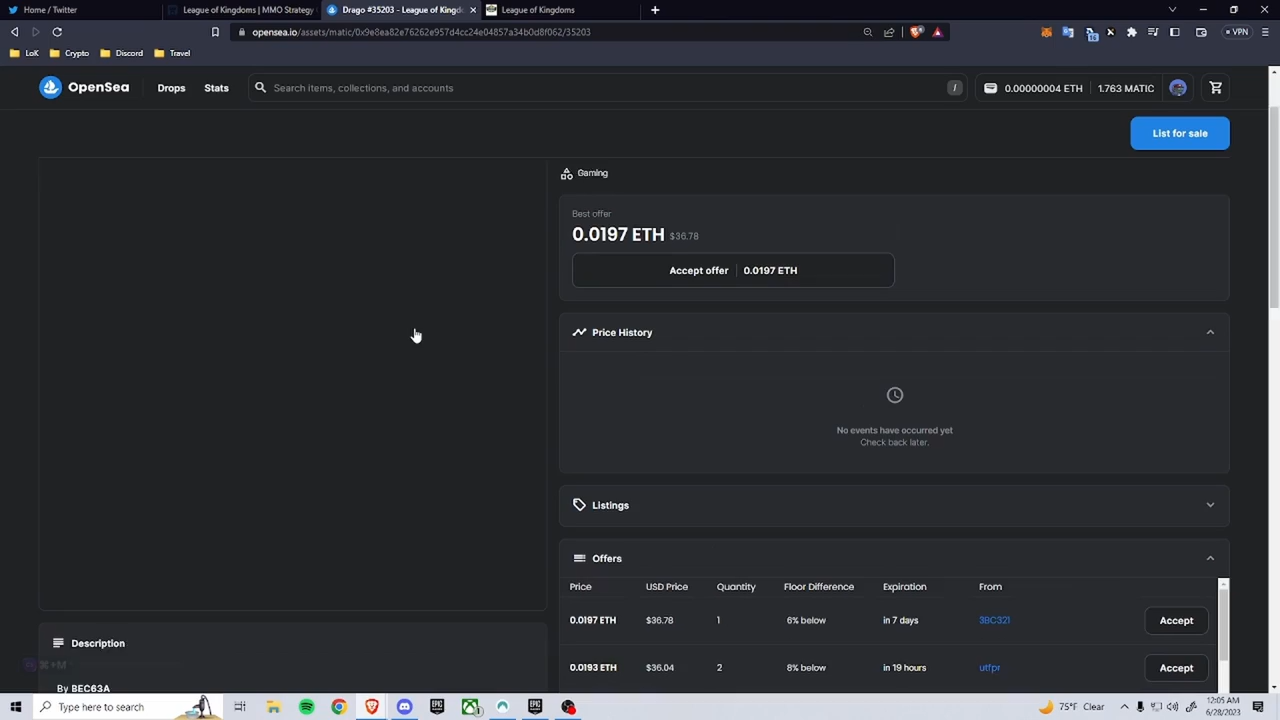 Home / Twitter
League of Kingdoms | MMO Strategy
Drago #35203 - League of Kingdo
League of Kingdoms
opensea.io/assets/matic/0x9e8ea82e76262e957d4cc24e04857a34b0d8f062/35203
VPN
LoK
Crypto
Discord
Travel
OpenSea
Drops
Stats
Search items, collections, and accounts
/
0.00000004 ETH
1.763 MATIC
List for sale
Gaming
Best offer
0.0197 ETH $36.78
Accept offer 0.0197 ETH
Price History
No events have occurred yet
Check back later.
Listings
Offers
Price USD Price Quantity Floor Difference Expiration From
0.0197 ETH $36.78 1 6% below in 7 days 3BC321 Accept
0.0193 ETH $36.04 2 8% below in 19 hours utfpr Accept
Description
⌘+M
By BEC63A
Type here to search
75°F Clear
12:05 AM
6/28/2023